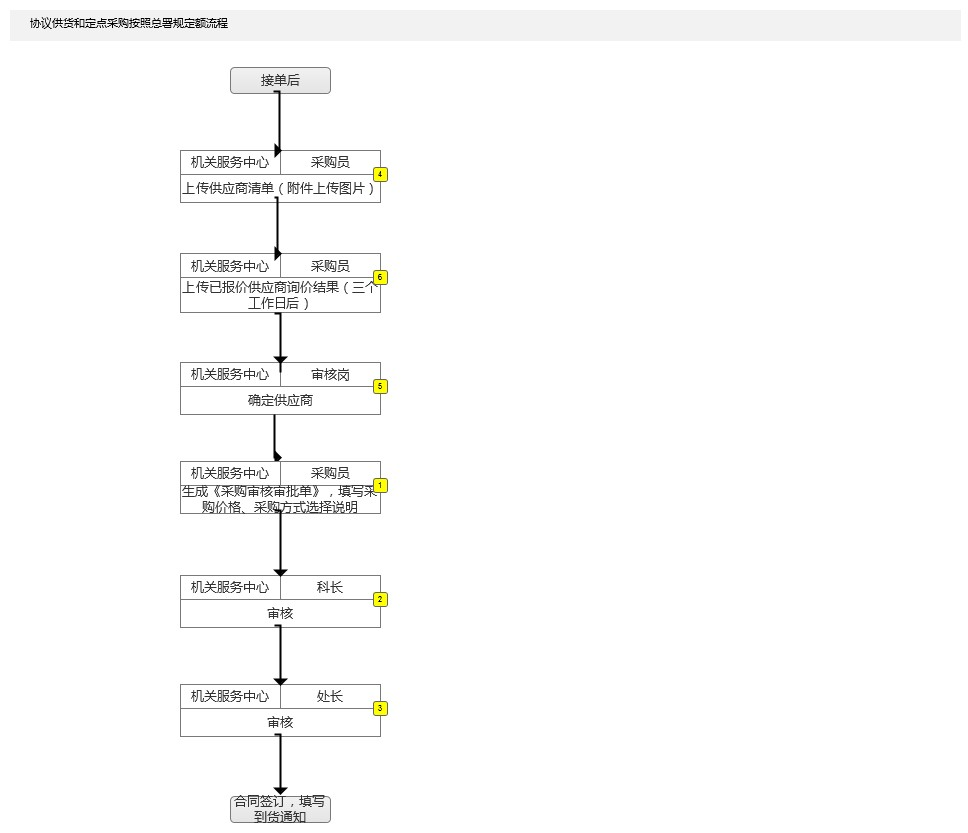 协议供货和定点采购按照总署规定额流程
接单后
机关服务中心 采购员
4
上传供应商清单（附件上传图片）
机关服务中心 采购员
6
上传已报价供应商询价结果（三个
工作日后）
机关服务中心 审核岗
5
确定供应商
机关服务中心 采购员
1
生成《采购审核审批单》，填写采
购价格、采购方式选择说明
机关服务中心 科长
2
审核
机关服务中心 处长
3
审核
合同签订，填写
到货通知